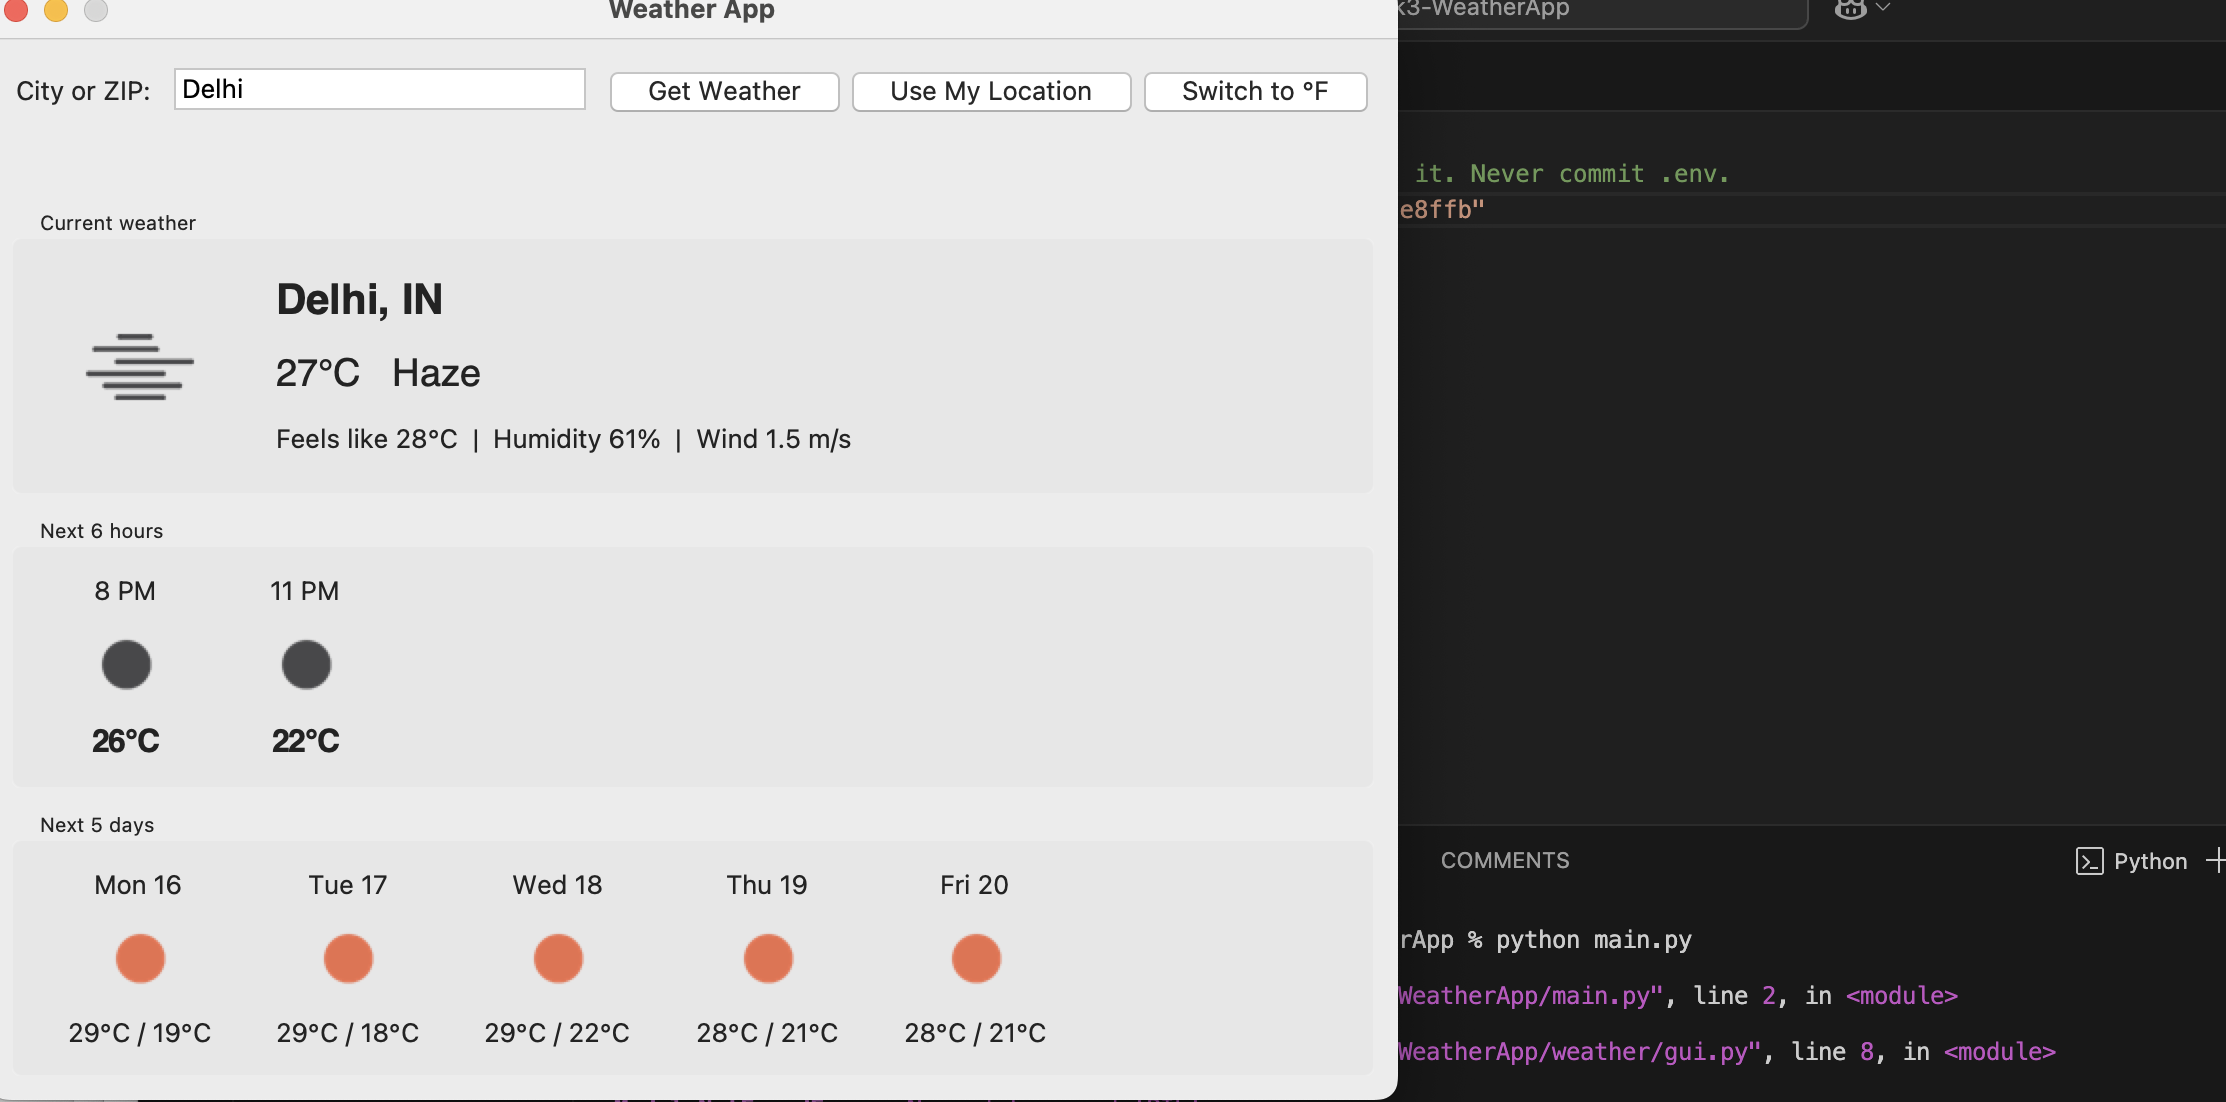 Weather App
City or ZIP: Delhi Get Weather Use My Location Switch to °F
Current weather
Delhi, IN
27°C Haze
Feels like 28°C | Humidity 61% | Wind 1.5 m/s
Next 6 hours
8 PM 11 PM
26°C 22°C
Next 5 days
Mon 16 Tue 17 Wed 18 Thu 19 Fri 20
29°C / 19°C 29°C / 18°C 29°C / 22°C 28°C / 21°C 28°C / 21°C
k3-WeatherApp
it. Never commit .env.
e8ffb"
COMMENTS
Python
rApp % python main.py
WeatherApp/main.py", line 2, in <module>
WeatherApp/weather/gui.py", line 8, in <module>